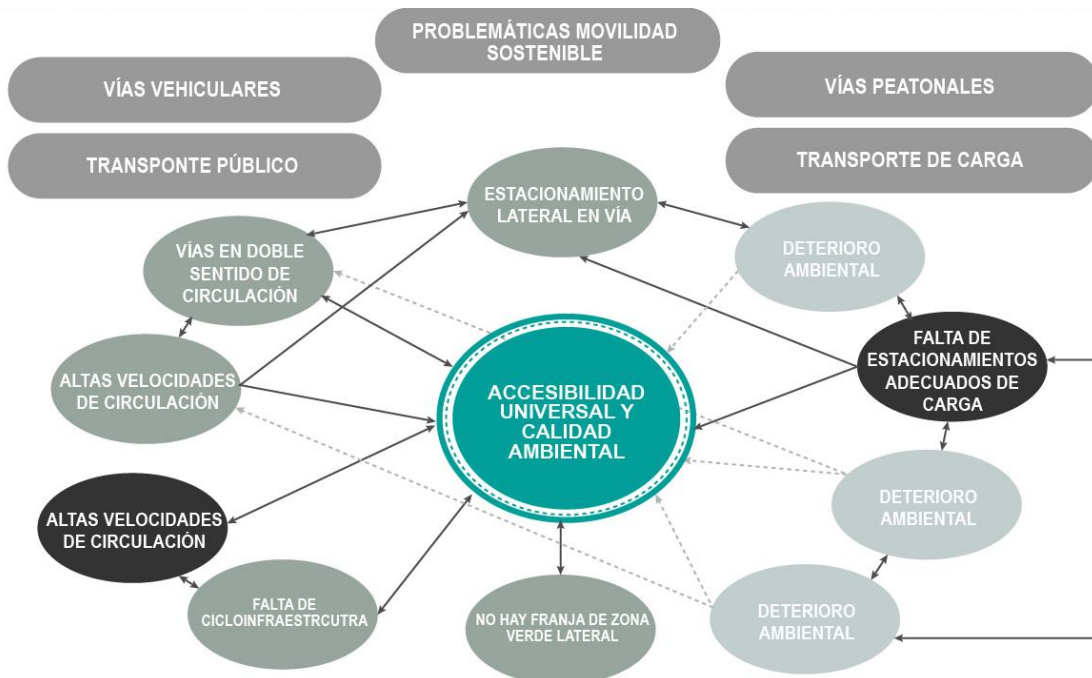 PROBLEMÁTICAS MOVILIDAD
SOSTENIBLE
VÍAS VEHICULARES
VÍAS PEATONALES
TRANSPONTE PÚBLICO
TRANSPORTE DE CARGA
ESTACIONAMIENTO
LATERAL EN VÍA
VÍAS EN DOBLE
SENTIDO DE
CIRCULACIÓN
DETERIORO
AMBIENTAL
ALTAS VELOCIDADES
DE CIRCULACIÓN
FALTA DE
ESTACIONAMIENTOS
ADECUADOS DE
CARGA
ACCESIBILIDAD
UNIVERSAL Y
CALIDAD
AMBIENTAL
ALTAS VELOCIDADES
DE CIRCULACIÓN
DETERIORO
AMBIENTAL
FALTA DE
CICLOINFRAESTRCUTRA
NO HAY FRANJA DE ZONA
VERDE LATERAL
DETERIORO
AMBIENTAL